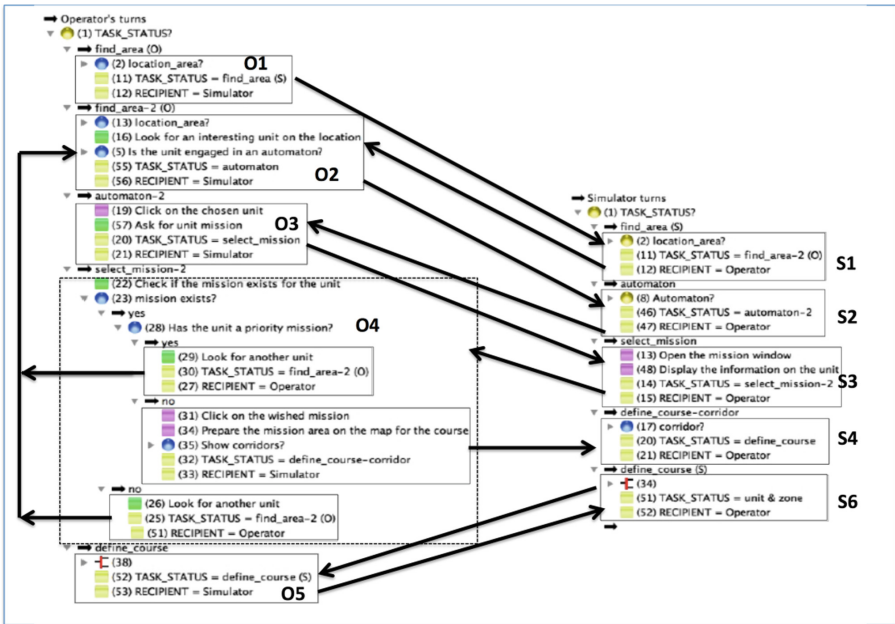 Operator's turns
(1) TASK_STATUS?
find_area (O)
(2) location_area?
O1
(11) TASK_STATUS = find_area (S)
(12) RECIPIENT = Simulator
find_area-2 (O)
(13) location_area?
(16) Look for an interesting unit on the location
(5) Is the unit engaged in an automaton?
(55) TASK_STATUS = automaton
O2
(56) RECIPIENT = Simulator
automaton-2
(19) Click on the chosen unit
O3
(57) Ask for unit mission
(20) TASK_STATUS = select_mission
(21) RECIPIENT = Simulator
select_mission-2
(22) Check if the mission exists for the unit
(23) mission exists?
yes
(28) Has the unit a priority mission?
O4
yes
(29) Look for another unit
(30) TASK_STATUS = find_area-2 (O)
(27) RECIPIENT = Operator
no
(31) Click on the wished mission
(34) Prepare the mission area on the map for the course
(35) Show corridors?
(32) TASK_STATUS = define_course-corridor
(33) RECIPIENT = Simulator
no
(26) Look for another unit
(25) TASK_STATUS = find_area-2 (O)
(51) RECIPIENT = Operator
define_course
(38)
(52) TASK_STATUS = define_course (S)
(53) RECIPIENT = Simulator
O5
Simulator turns
(1) TASK_STATUS?
find_area (S)
(2) location_area?
(11) TASK_STATUS = find_area-2 (O)
(12) RECIPIENT = Operator
S1
automaton
(8) Automaton?
(46) TASK_STATUS = automaton-2
S2
(47) RECIPIENT = Operator
select_mission
(13) Open the mission window
(48) Display the information on the unit
(14) TASK_STATUS = select_mission-2
S3
(15) RECIPIENT = Operator
define_course-corridor
(17) corridor?
(20) TASK_STATUS = define_course
S4
(21) RECIPIENT = Operator
define_course (S)
(34)
(51) TASK_STATUS = unit & zone
S6
(52) RECIPIENT = Operator